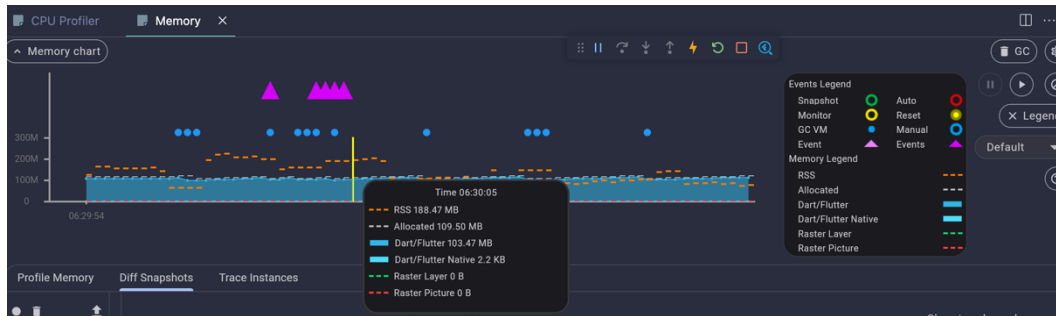 CPU Profiler
Memory
Memory chart
GC
300M
200M
100M
0
06:29:54
Time 06:30:05
RSS 188.47 MB
Allocated 109.50 MB
Dart/Flutter 103.47 MB
Dart/Flutter Native 2.2 KB
Raster Layer 0 B
Raster Picture 0 B
Events Legend
Snapshot Auto
Monitor Reset
GC VM Manual
Event Events
Memory Legend
RSS
Allocated
Dart/Flutter
Dart/Flutter Native
Raster Layer
Raster Picture
Legen
Default
Profile Memory Diff Snapshots Trace Instances